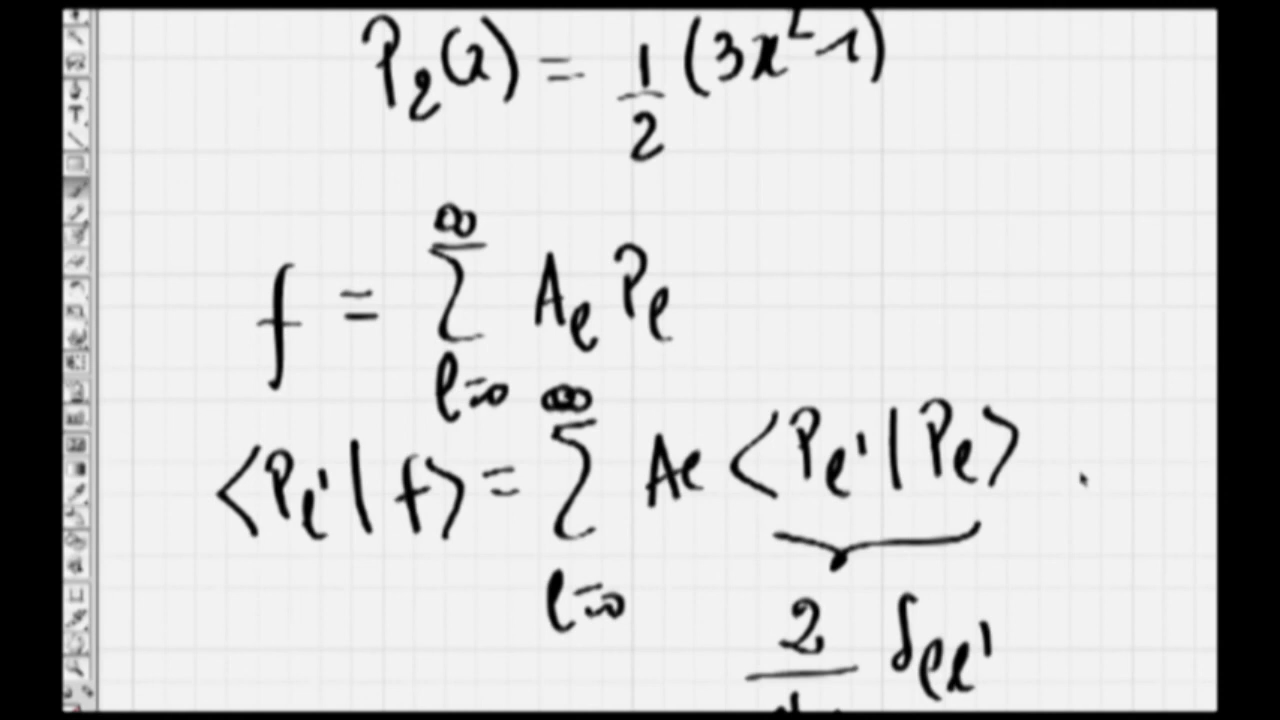 P₂(x) = 1/2 (3x² - 1)
f = ∑_{ℓ=0}^{∞} A_ℓ P_ℓ
⟨P_ℓ' | f⟩ = ∑_{ℓ=0}^{∞} A_ℓ ⟨P_ℓ' | P_ℓ⟩ .
2 δ_ℓℓ'